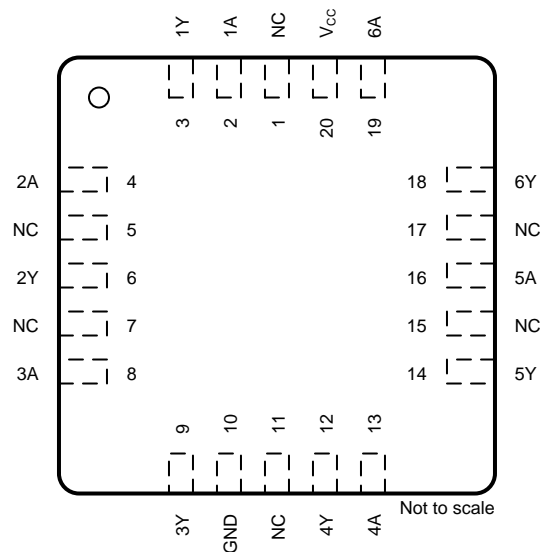 1Y 1A NC VCC 6A
3 2 1 20 19
2A 4 18 6Y
NC 5 17 NC
2Y 6 16 5A
NC 7 15 NC
3A 8 14 5Y
9 10 11 12 13
3Y GND NC 4Y 4A
Not to scale